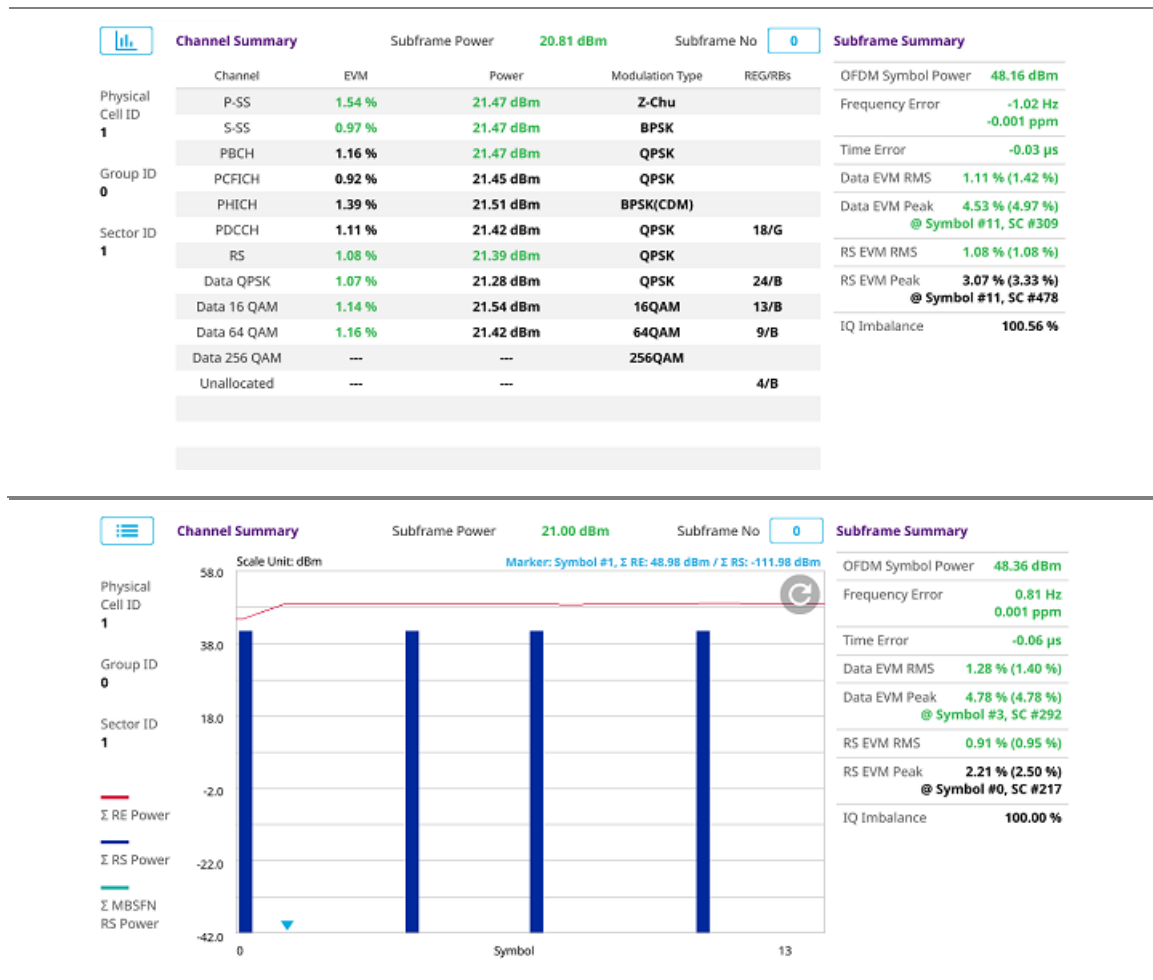 Channel Summary Subframe Power 20.81 dBm Subframe No 0 Subframe Summary
Physical
Cell ID
1
Group ID
0
Sector ID
1
Channel EVM Power Modulation Type REG/RBs
P-SS 1.54 % 21.47 dBm Z-Chu
S-SS 0.97 % 21.47 dBm BPSK
PBCH 1.16 % 21.47 dBm QPSK
PCFICH 0.92 % 21.45 dBm QPSK
PHICH 1.39 % 21.51 dBm BPSK(CDM)
PDCCH 1.11 % 21.42 dBm QPSK 18/G
RS 1.08 % 21.39 dBm QPSK
Data QPSK 1.07 % 21.28 dBm QPSK 24/B
Data 16 QAM 1.14 % 21.54 dBm 16QAM 13/B
Data 64 QAM 1.16 % 21.42 dBm 64QAM 9/B
Data 256 QAM --- --- 256QAM
Unallocated --- --- 4/B
OFDM Symbol Power 48.16 dBm
Frequency Error -1.02 Hz
-0.001 ppm
Time Error -0.03 µs
Data EVM RMS 1.11 % (1.42 %)
Data EVM Peak 4.53 % (4.97 %)
@ Symbol #11, SC #309
RS EVM RMS 1.08 % (1.08 %)
RS EVM Peak 3.07 % (3.33 %)
@ Symbol #11, SC #478
IQ Imbalance 100.56 %
Channel Summary Subframe Power 21.00 dBm Subframe No 0 Subframe Summary
Physical
Cell ID
1
Group ID
0
Sector ID
1
Σ RE Power
Σ RS Power
Σ MBSFN
RS Power
Scale Unit: dBm Marker: Symbol #1, Σ RE: 48.98 dBm / Σ RS: -111.98 dBm
58.0
38.0
18.0
-2.0
-22.0
-42.0
0 Symbol 13
OFDM Symbol Power 48.36 dBm
Frequency Error 0.81 Hz
0.001 ppm
Time Error -0.06 µs
Data EVM RMS 1.28 % (1.40 %)
Data EVM Peak 4.78 % (4.78 %)
@ Symbol #3, SC #292
RS EVM RMS 0.91 % (0.95 %)
RS EVM Peak 2.21 % (2.50 %)
@ Symbol #0, SC #217
IQ Imbalance 100.00 %